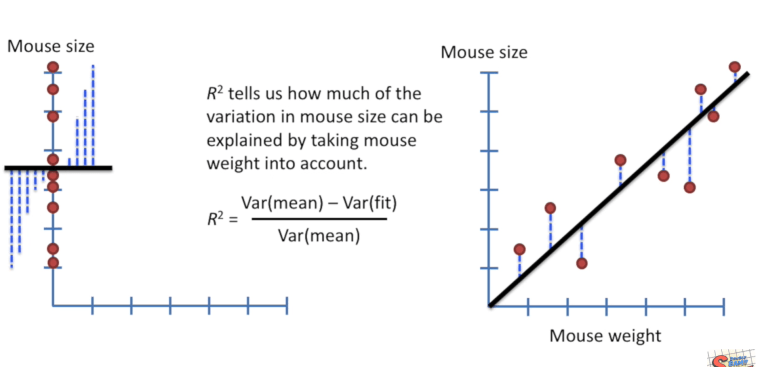 Mouse size
R² tells us how much of the
variation in mouse size can be
explained by taking mouse
weight into account.
R² = Var(mean) – Var(fit)
Var(mean)
Mouse size
Mouse weight